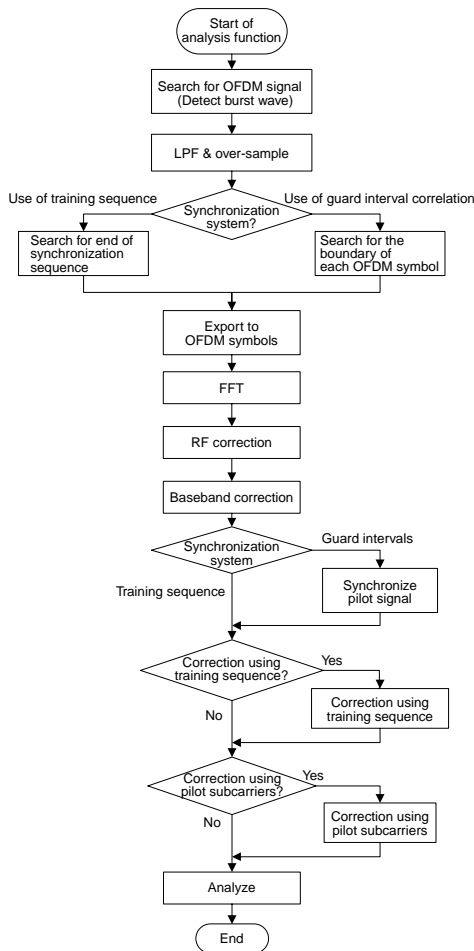 Start of
analysis function
Search for OFDM signal
(Detect burst wave)
LPF & over-sample
Use of training sequence
Use of guard interval correlation
Synchronization
system?
Search for end of
synchronization
sequence
Search for the
boundary of
each OFDM symbol
Export to
OFDM symbols
FFT
RF correction
Baseband correction
Synchronization
system
Guard intervals
Training sequence
Synchronize
pilot signal
Correction using
training sequence?
Yes
No
Correction using
training sequence
Correction using
pilot subcarriers?
Yes
No
Correction using
pilot subcarriers
Analyze
End